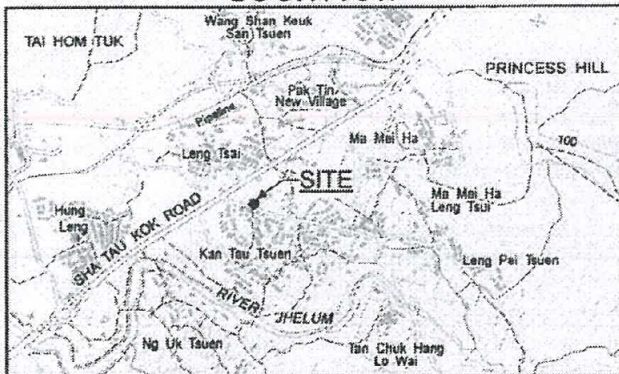 Wang Shan Keuk
San Tsuen
TAI HOM TUK
PRINCESS HILL
Pak Tin
New Village
Pipeline
Ma Mei Ha
Leng Tsai
100
SITE
Ma Mei Ha
Leng Tsui
Hung
Leng
SHA TAU KOK ROAD
Kan Tau Tsuen
Leng Pei Tsuen
RIVER
JHELUM
Ng Uk Tsuen
Tan Chuk Hang
Lo Wai